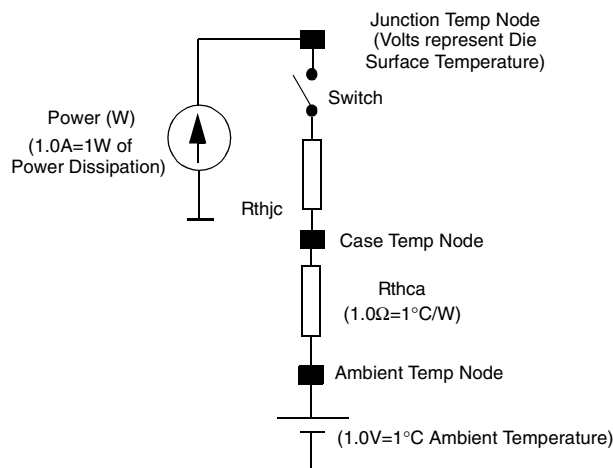 Junction Temp Node
(Volts represent Die
Surface Temperature)
Switch
Power (W)
(1.0A=1W of
Power Dissipation)
Rthjc
Case Temp Node
Rthca
(1.0Ω=1°C/W)
Ambient Temp Node
(1.0V=1°C Ambient Temperature)